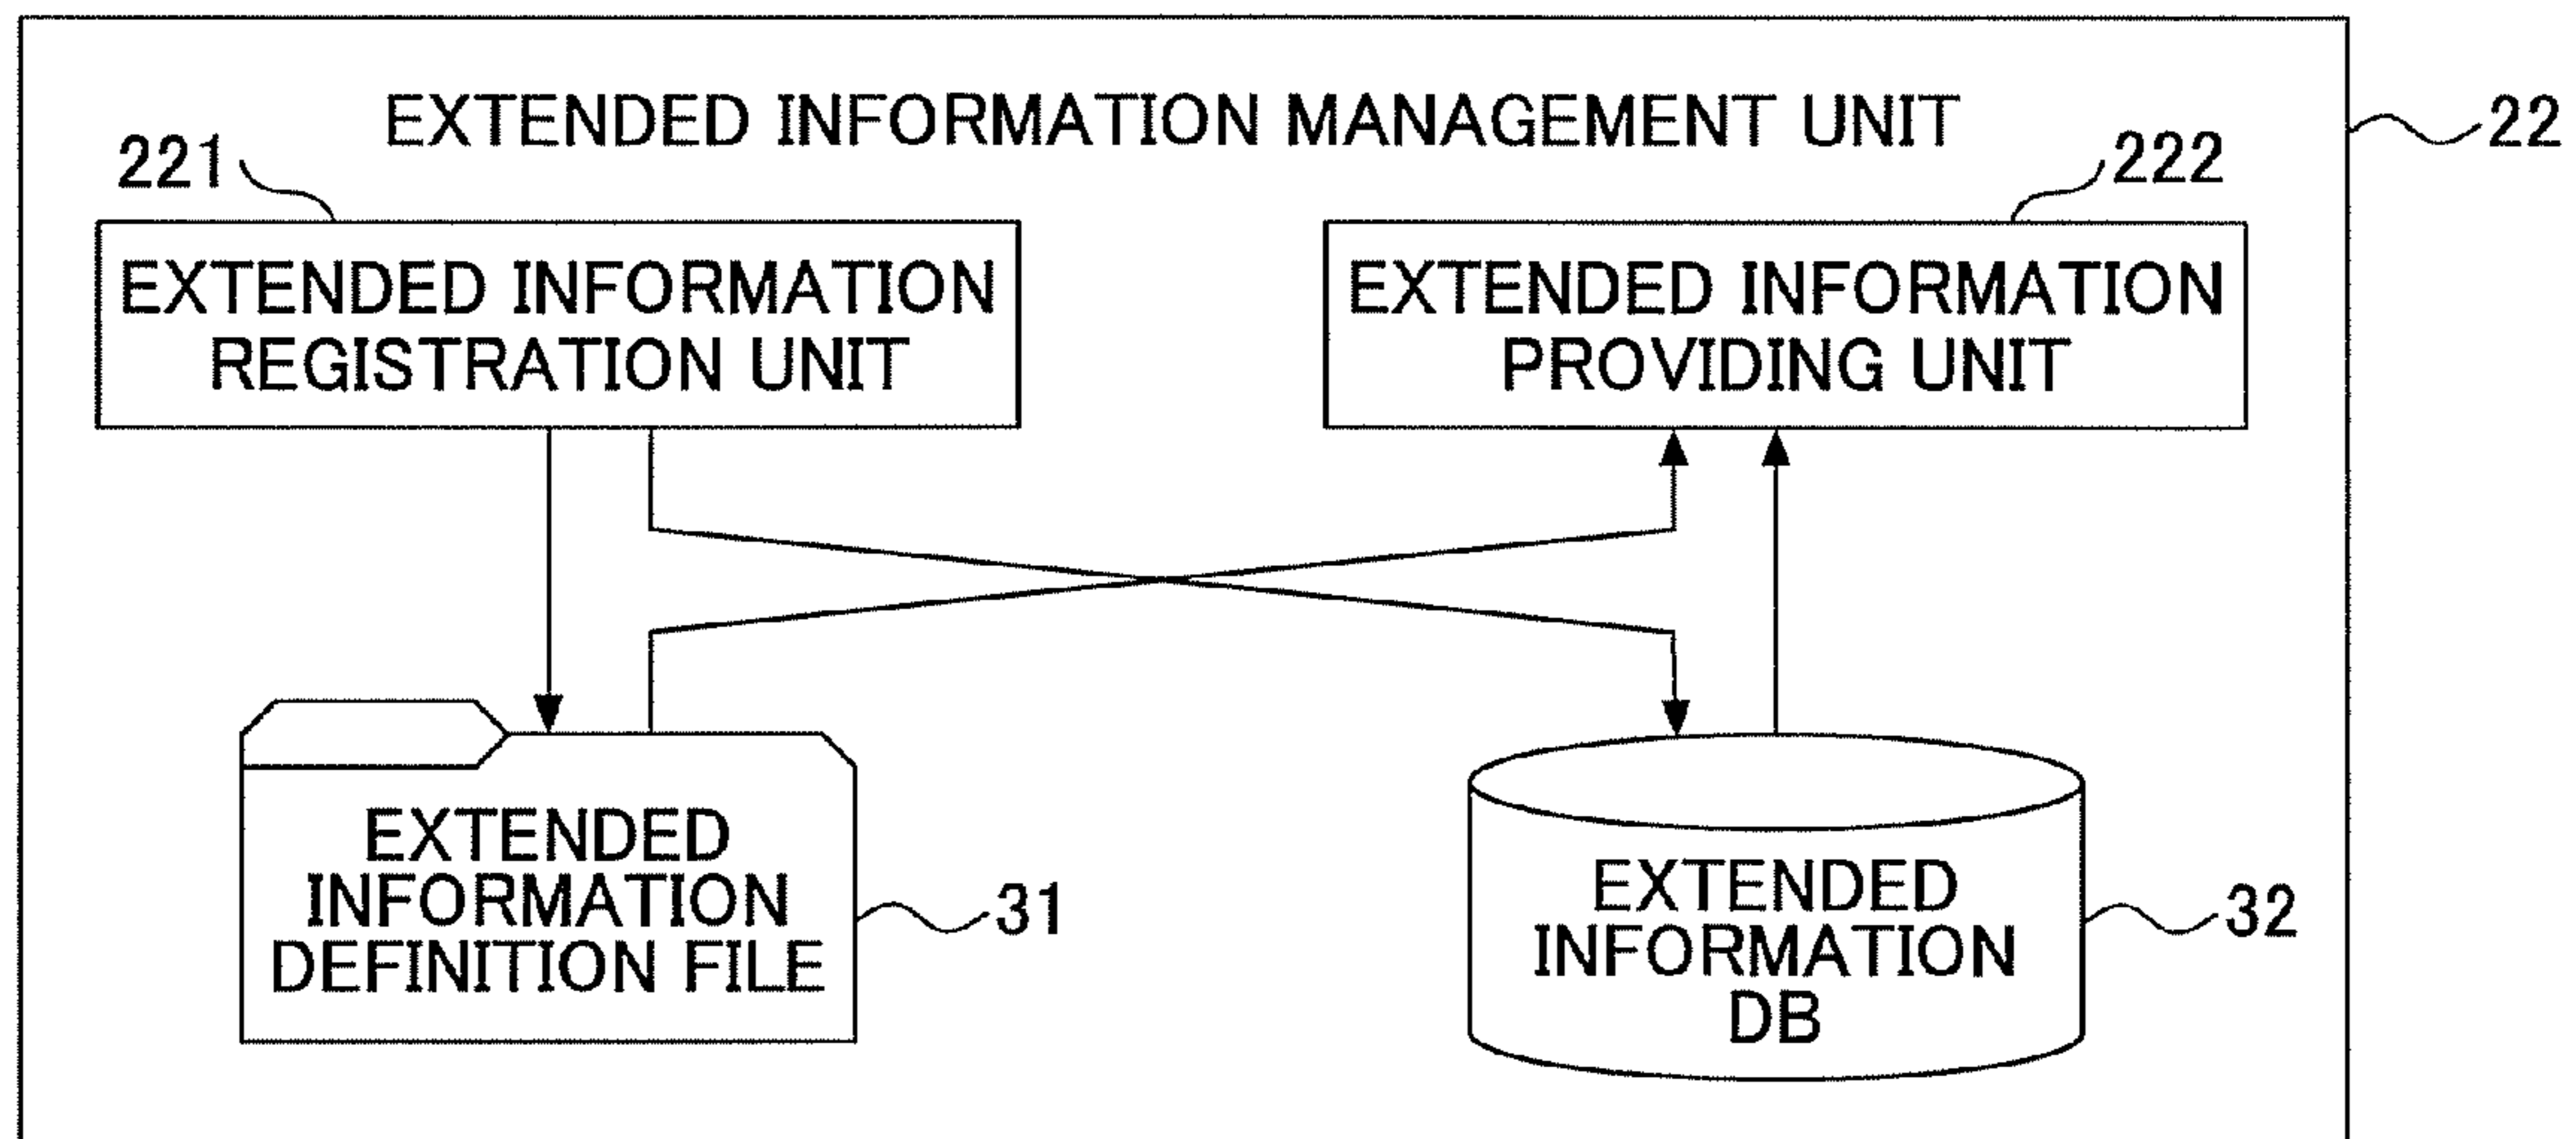 EXTENDED INFORMATION MANAGEMENT UNIT
22
221
222
EXTENDED INFORMATION
REGISTRATION UNIT
EXTENDED INFORMATION
PROVIDING UNIT
EXTENDED
INFORMATION
DEFINITION FILE
31
EXTENDED
INFORMATION
DB
32